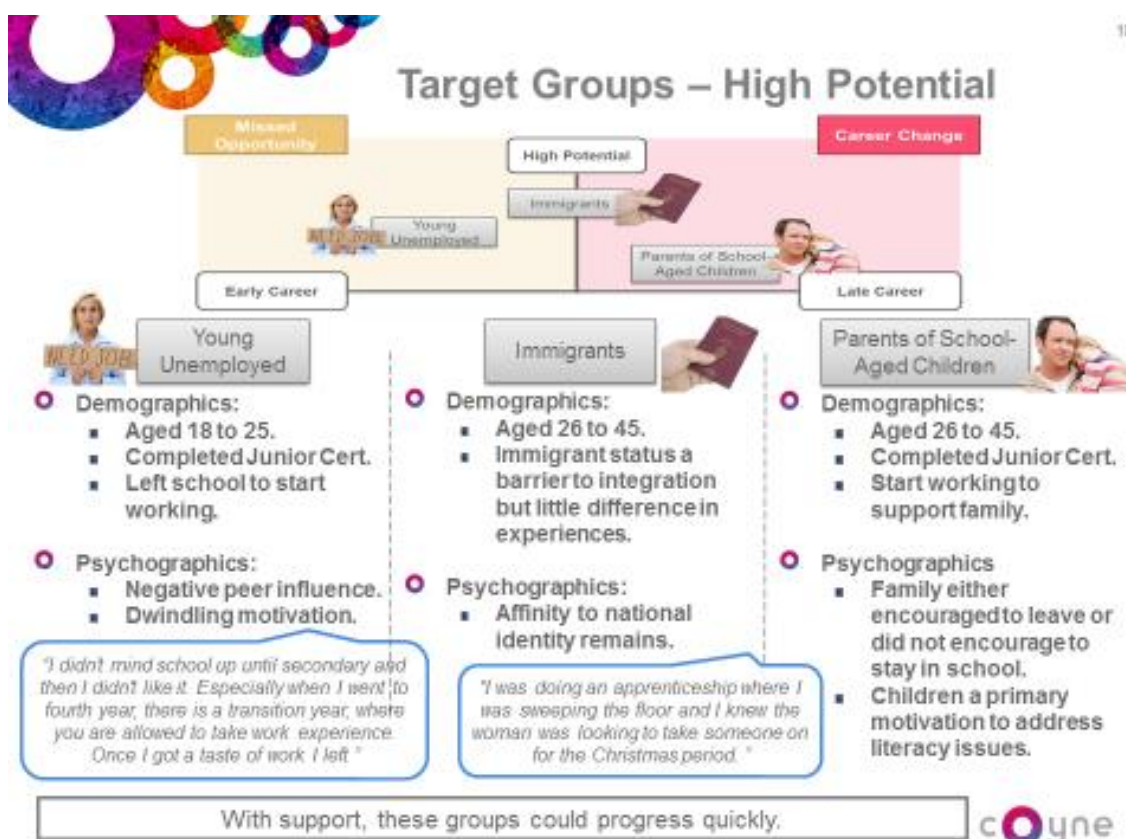 Target Groups – High Potential
Missed
Opportunity
Career Change
High Potential
Immigrants
Young
Unemployed
NEED JOB
Parents of School-
Aged Children
Early Career
Late Career
Young
Unemployed
NEED JOB
Demographics:
Aged 18 to 25.
Completed Junior Cert.
Left school to start
working.
Psychographics:
Negative peer influence.
Dwindling motivation.
"I didn't mind school up until secondary and
then I didn't like it. Especially when I went to
fourth year, there is a transition year, where
you are allowed to take work experience.
Once I got a taste of work I left "
Immigrants
Demographics:
Aged 26 to 45.
Immigrant status a
barrier to integration
but little difference in
experiences.
Psychographics:
Affinity to national
identity remains.
"I was doing an apprenticeship where I
was sweeping the floor and I knew the
woman was looking to take someone on
for the Christmas period. "
Parents of School-
Aged Children
Demographics:
Aged 26 to 45.
Completed Junior Cert.
Start working to
support family.
Psychographics
Family either
encouraged to leave or
did not encourage to
stay in school.
Children a primary
motivation to address
literacy issues.
With support, these groups could progress quickly.
coyne